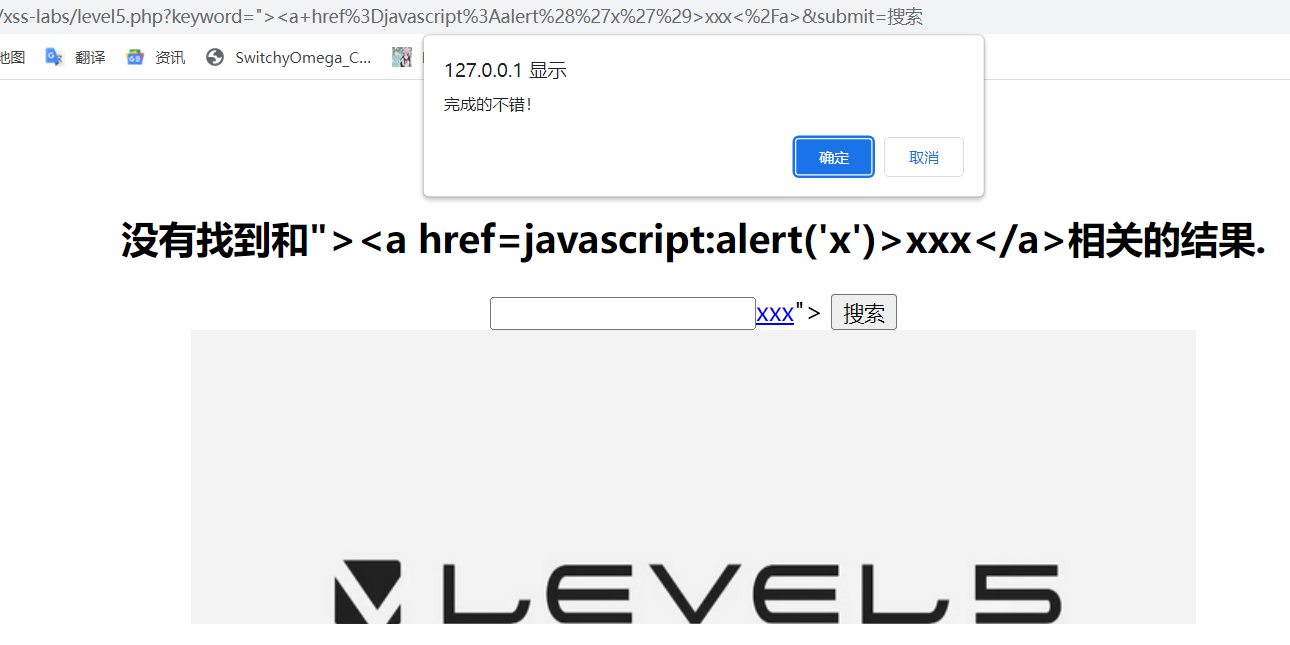 /xss-labs/level5.php?keyword="><a+href%3Djavascript%3Aalert%28%27x%27%29>xxx<%2Fa>&submit=搜索
地图 翻译 资讯 SwitchyOmega_C...
127.0.0.1 显示
完成的不错!
确定 取消
没有找到和"><a href=javascript:alert('x')>xxx</a>相关的结果.
xxx"> 搜索
LEVEL5